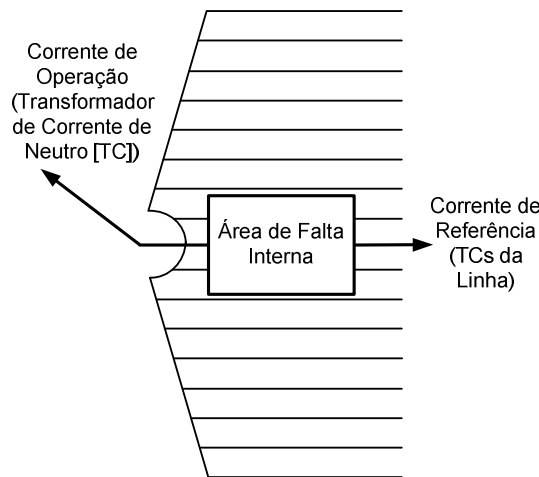 Corrente de
Operação
(Transformador
de Corrente de
Neutro [TC])
Área de Falta
Interna
Corrente de
Referência
(TCs da
Linha)